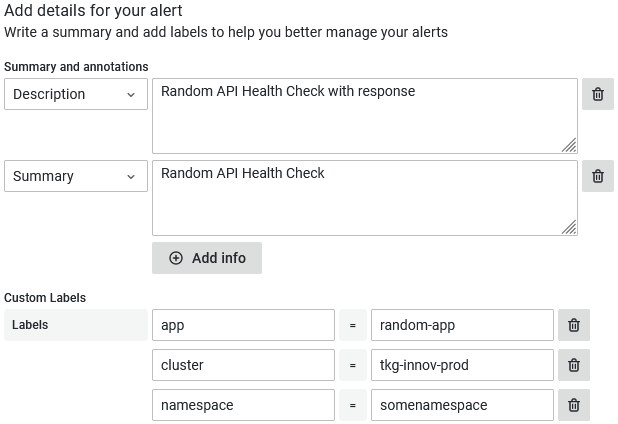 Add details for your alert
Write a summary and add labels to help you better manage your alerts
Summary and annotations
Description
Random API Health Check with response
Summary
Random API Health Check
Add info
Custom Labels
Labels
app = random-app
cluster = tkg-innov-prod
namespace = somenamespace